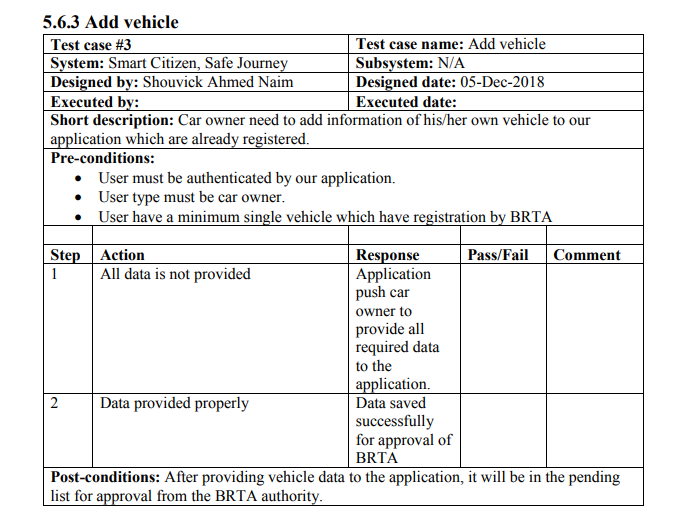 5.6.3 Add vehicle
Test case #3 Test case name: Add vehicle
System: Smart Citizen, Safe Journey Subsystem: N/A
Designed by: Shouvick Ahmed Naim Designed date: 05-Dec-2018
Executed by: Executed date:
Short description: Car owner need to add information of his/her own vehicle to our
application which are already registered.
Pre-conditions:
• User must be authenticated by our application.
• User type must be car owner.
• User have a minimum single vehicle which have registration by BRTA
Step Action Response Pass/Fail Comment
1 All data is not provided Application
push car
owner to
provide all
required data
to the
application.
2 Data provided properly Data saved
successfully
for approval of
BRTA
Post-conditions: After providing vehicle data to the application, it will be in the pending
list for approval from the BRTA authority.